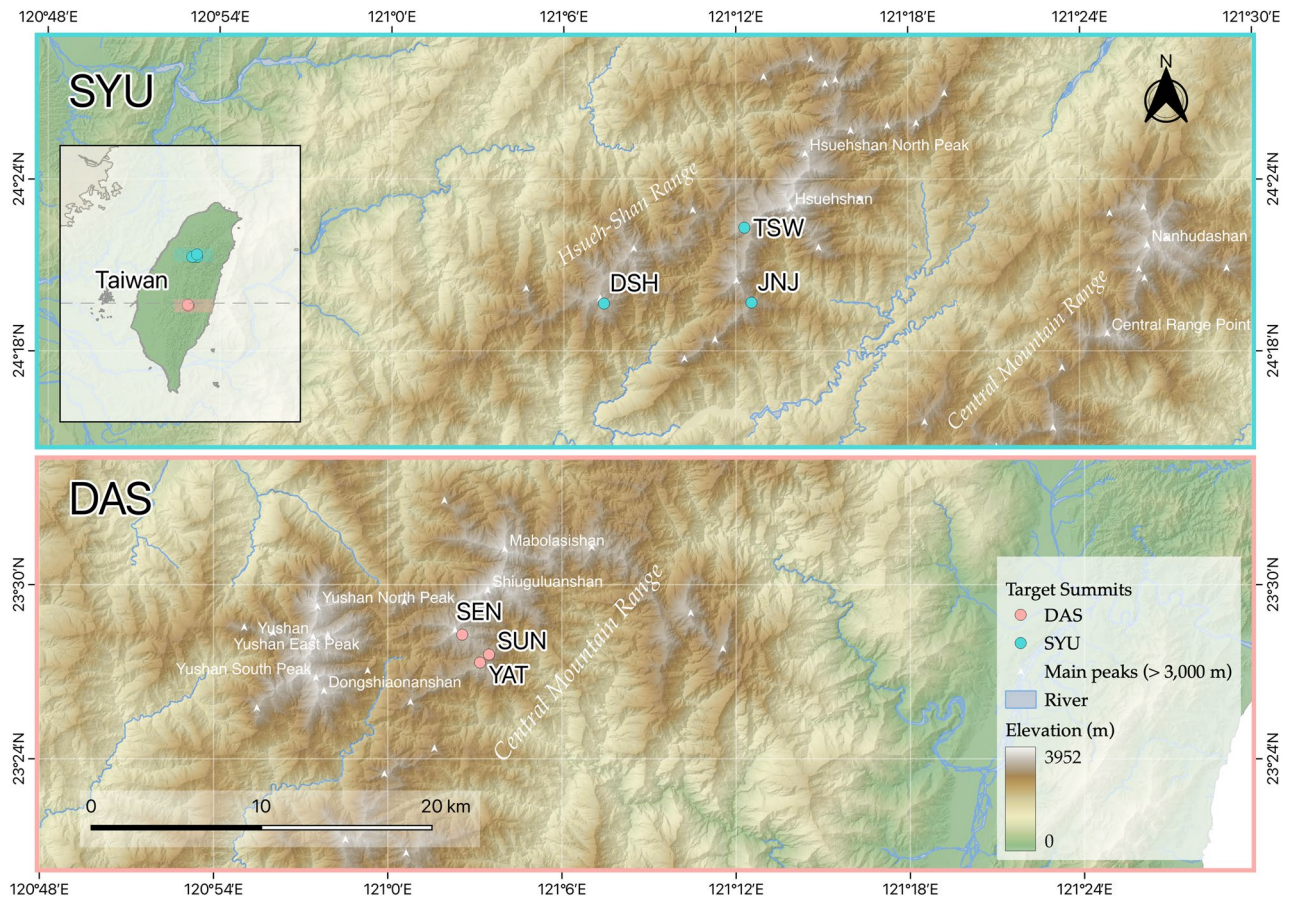 120°48′E 120°54′E 121°0′E 121°6′E 121°12′E 121°18′E 121°24′E 121°30′E
SYU
N
Hsuehshan North Peak
24°24′N
24°24′N
Hsueh-Shan Range
Hsuehshan
TSW
Nanhudashan
Taiwan
DSH
JNJ
Central Mountain Range
Central Range Point
24°18′N
24°18′N
DAS
Mabolasishan
23°30′N
23°30′N
Shiuguluanshan
Yushan North Peak
SEN
Yushan
SUN
Yushan East Peak
Yushan South Peak
YAT
Dongshiaonanshan
Central Mountain Range
23°24′N
23°24′N
Target Summits
DAS
SYU
Main peaks (> 3,000 m)
River
Elevation (m)
3952
0
0 10 20 km
120°48′E 120°54′E 121°0′E 121°6′E 121°12′E 121°18′E 121°24′E